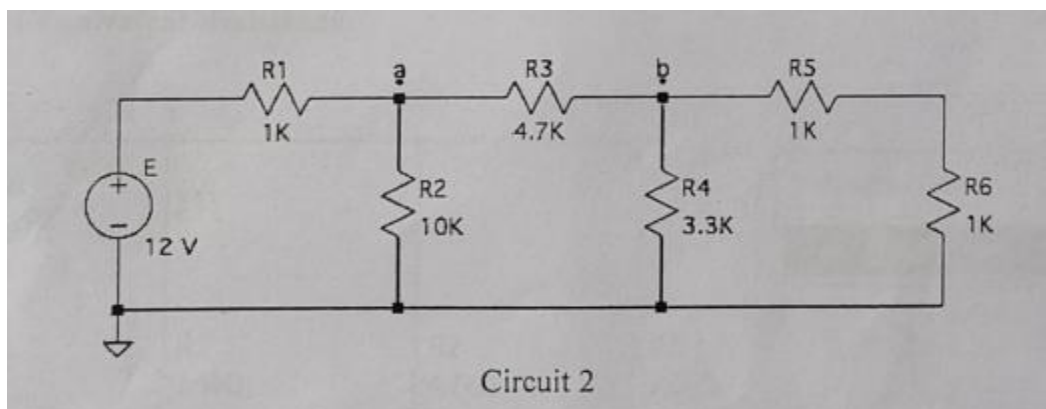 R1
a
R3
b
R5
1K
4.7K
1K
E
+
−
12 V
R2
10K
R4
3.3K
R6
1K
Circuit 2